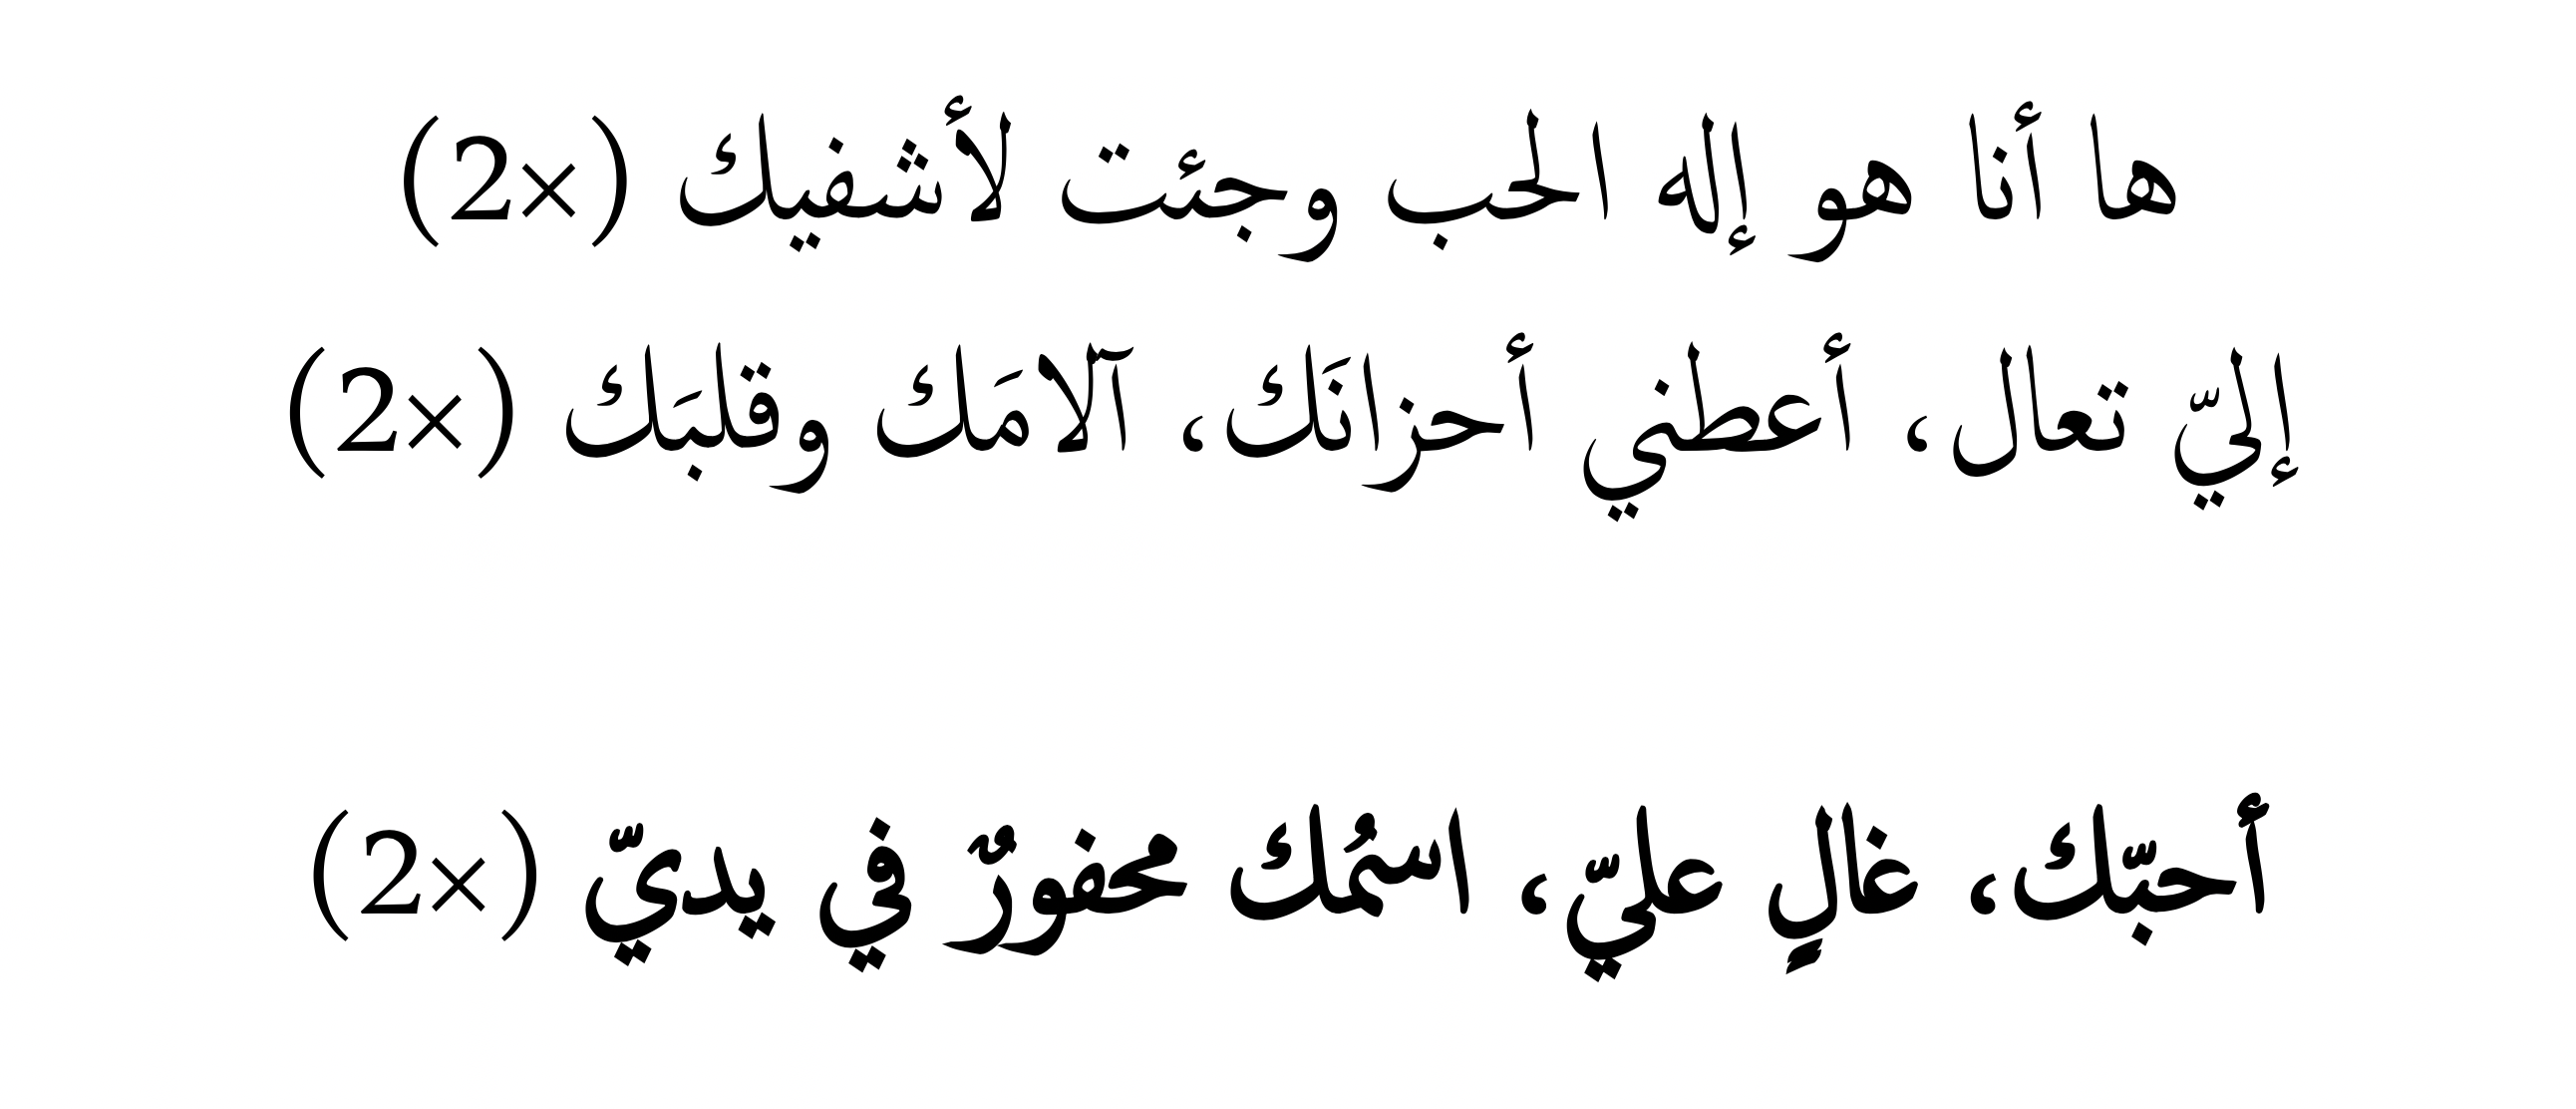 ها أنا هو إله الحب وجئت لأشفيك (×2)
إليّ تعال، أعطني أحزانَك، آلامَك وقلبَك (×2)
أحبّك، غالٍ عليّ، اسمُك محفورٌ في يديّ (×2)